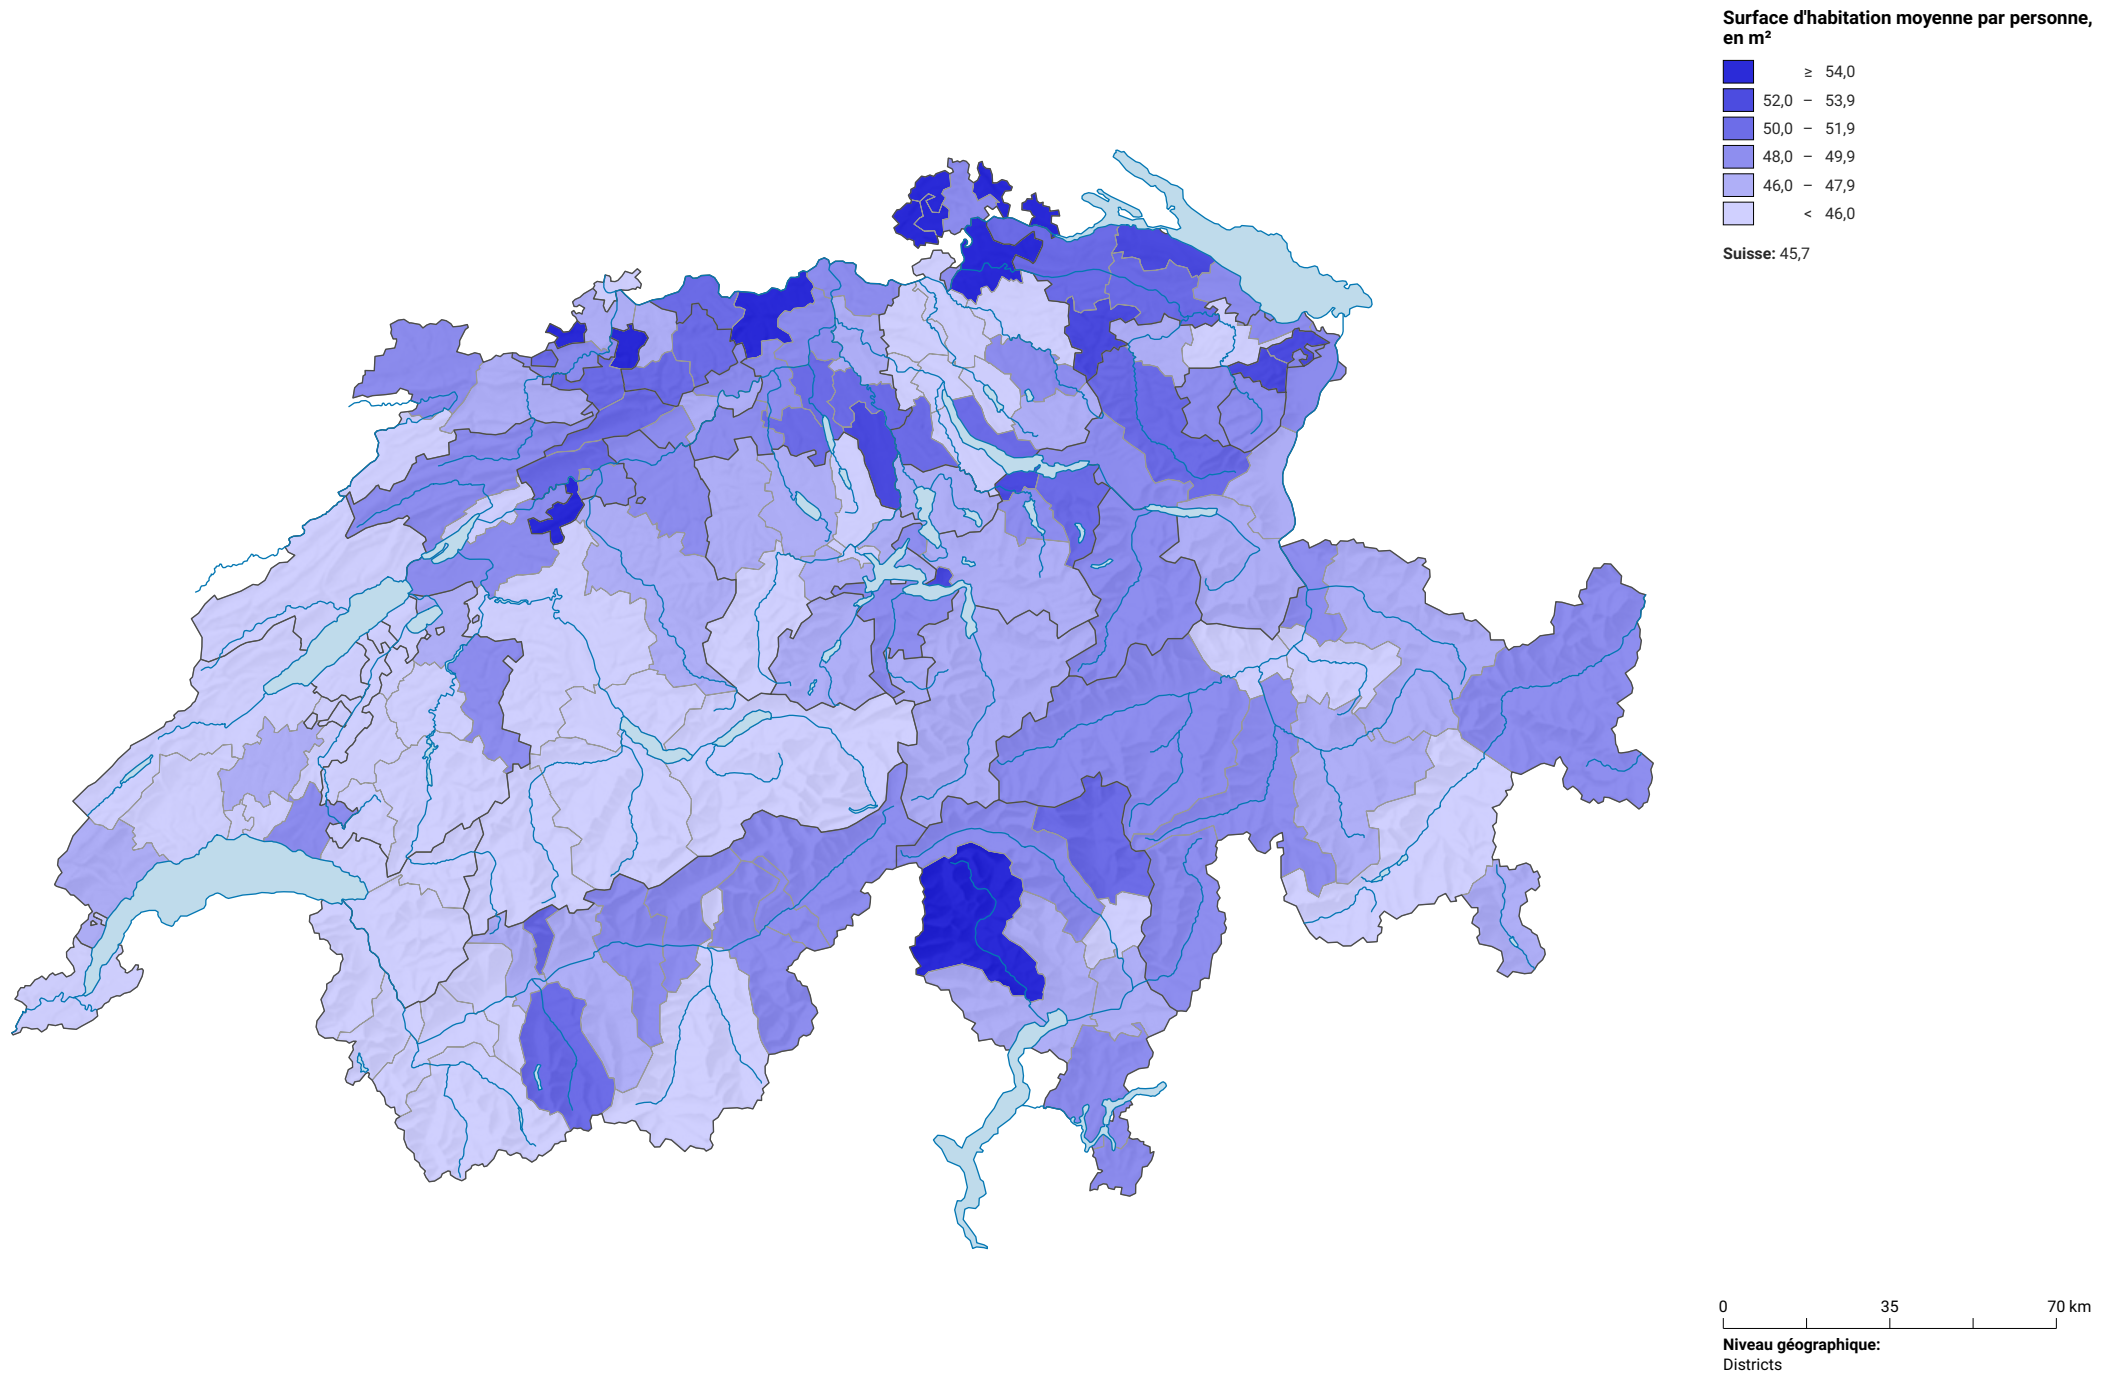 Surface d'habitation moyenne par personne,
en m²
≥ 54,0
52,0 – 53,9
50,0 – 51,9
48,0 – 49,9
46,0 – 47,9
< 46,0
Suisse: 45,7
0 35 70 km
Niveau géographique:
Districts